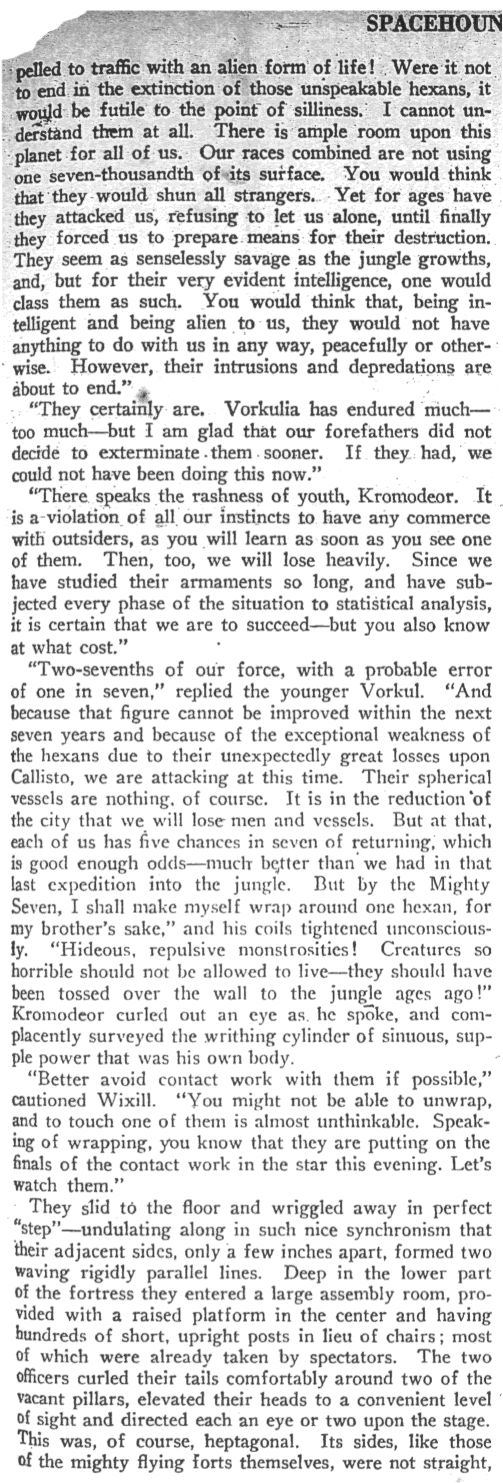 SPACEHOUN
pelled to traffic with an alien form of life! Were it not
to end in the extinction of those unspeakable hexans, it
would be futile to the point of silliness. I cannot un-
derstand them at all. There is ample room upon this
planet for all of us. Our races combined are not using
one seven-thousandth of its surface. You would think
that they would shun all strangers. Yet for ages have
they attacked us, refusing to let us alone, until finally
they forced us to prepare means for their destruction.
They seem as senselessly savage as the jungle growths,
and, but for their very evident intelligence, one would
class them as such. You would think that, being in-
telligent and being alien to us, they would not have
anything to do with us in any way, peacefully or other-
wise. However, their intrusions and depredations are
about to end."
"They certainly are. Vorkulia has endured much—
too much—but I am glad that our forefathers did not
decide to exterminate them sooner. If they had, we
could not have been doing this now."
"There speaks the rashness of youth, Kromodeor. It
is a violation of all our instincts to have any commerce
with outsiders, as you will learn as soon as you see one
of them. Then, too, we will lose heavily. Since we
have studied their armaments so long, and have sub-
jected every phase of the situation to statistical analysis,
it is certain that we are to succeed—but you also know
at what cost."
"Two-sevenths of our force, with a probable error
of one in seven," replied the younger Vorkul. "And
because that figure cannot be improved within the next
seven years and because of the exceptional weakness of
the hexans due to their unexpectedly great losses upon
Callisto, we are attacking at this time. Their spherical
vessels are nothing, of course. It is in the reduction of
the city that we will lose men and vessels. But at that,
each of us has five chances in seven of returning, which
is good enough odds—much better than we had in that
last expedition into the jungle. But by the Mighty
Seven, I shall make myself wrap around one hexan, for
my brother's sake," and his coils tightened unconscious-
ly. "Hideous, repulsive monstrosities! Creatures so
horrible should not be allowed to live—they should have
been tossed over the wall to the jungle ages ago!"
Kromodeor curled out an eye as he spoke, and com-
placently surveyed the writhing cylinder of sinuous, sup-
ple power that was his own body.
"Better avoid contact work with them if possible,"
cautioned Wixill. "You might not be able to unwrap,
and to touch one of them is almost unthinkable. Speak-
ing of wrapping, you know that they are putting on the
finals of the contact work in the star this evening. Let's
watch them."
They slid to the floor and wriggled away in perfect
"step"—undulating along in such nice synchronism that
their adjacent sides, only a few inches apart, formed two
waving rigidly parallel lines. Deep in the lower part
of the fortress they entered a large assembly room, pro-
vided with a raised platform in the center and having
hundreds of short, upright posts in lieu of chairs; most
of which were already taken by spectators. The two
officers curled their tails comfortably around two of the
vacant pillars, elevated their heads to a convenient level
of sight and directed each an eye or two upon the stage.
This was, of course, heptagonal. Its sides, like those
of the mighty flying forts themselves, were not straight,